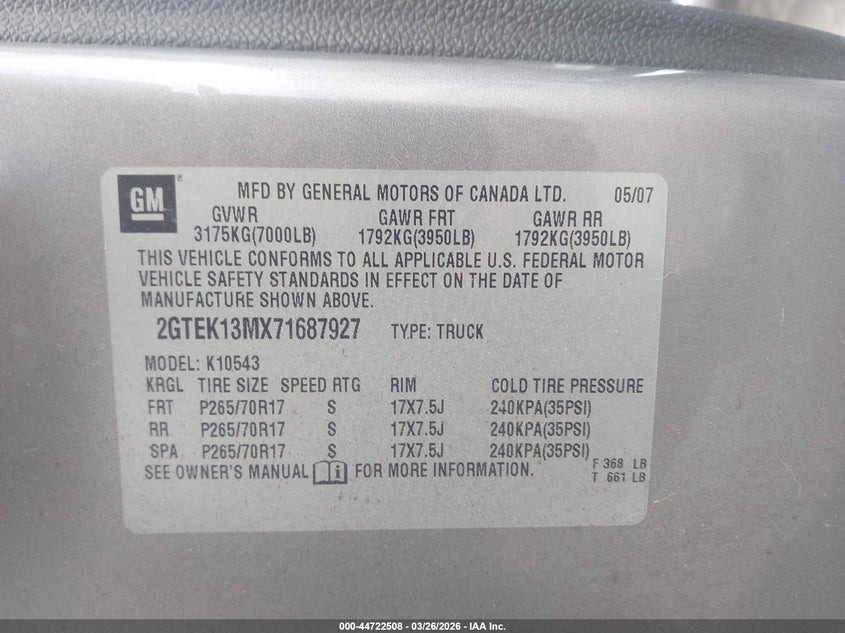 GM
MFD BY GENERAL MOTORS OF CANADA LTD. 05/07
GVWR GAWR FRT GAWR RR
3175KG(7000LB) 1792KG(3950LB) 1792KG(3950LB)
THIS VEHICLE CONFORMS TO ALL APPLICABLE U.S. FEDERAL MOTOR
VEHICLE SAFETY STANDARDS IN EFFECT ON THE DATE OF
MANUFACTURE SHOWN ABOVE.
2GTEK13MX71687927 TYPE: TRUCK
MODEL: K10543
KRGL TIRE SIZE SPEED RTG RIM COLD TIRE PRESSURE
FRT P265/70R17 S 17X7.5J 240KPA(35PSI)
RR P265/70R17 S 17X7.5J 240KPA(35PSI)
SPA P265/70R17 S 17X7.5J 240KPA(35PSI)
SEE OWNER'S MANUAL i FOR MORE INFORMATION.
F 368 LB
T 661 LB
000-44722508 - 03/26/2026 - IAA Inc.